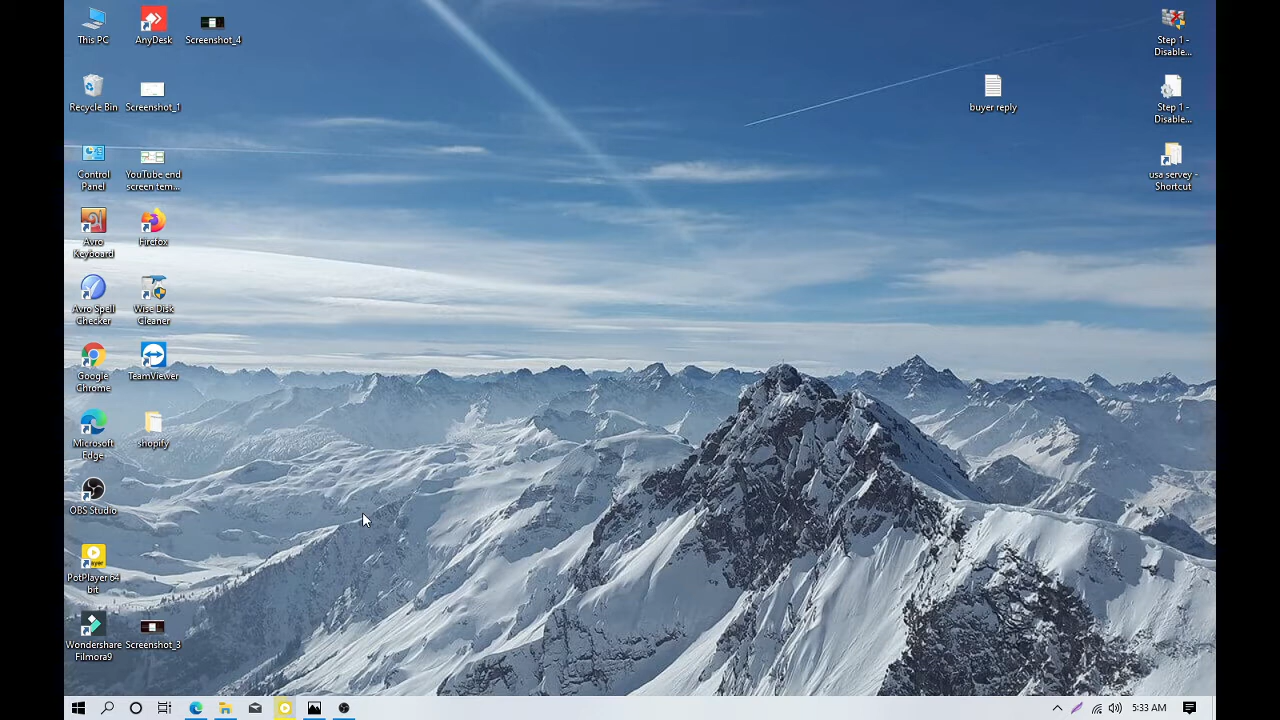 This PC
AnyDesk
Screenshot_4
Recycle Bin
Screenshot_1
Control
Panel
YouTube end
screen tem...
Avro
Keyboard
Firefox
Avro Spell
Checker
Wise Disk
Cleaner
Google
Chrome
TeamViewer
Microsoft
Edge
shopify
OBS Studio
PotPlayer 64
bit
Wondershare
Filmora9
Screenshot_3
buyer reply
Step 1 -
Disable...
Step 1 -
Disable...
usa servey -
Shortcut
5:33 AM